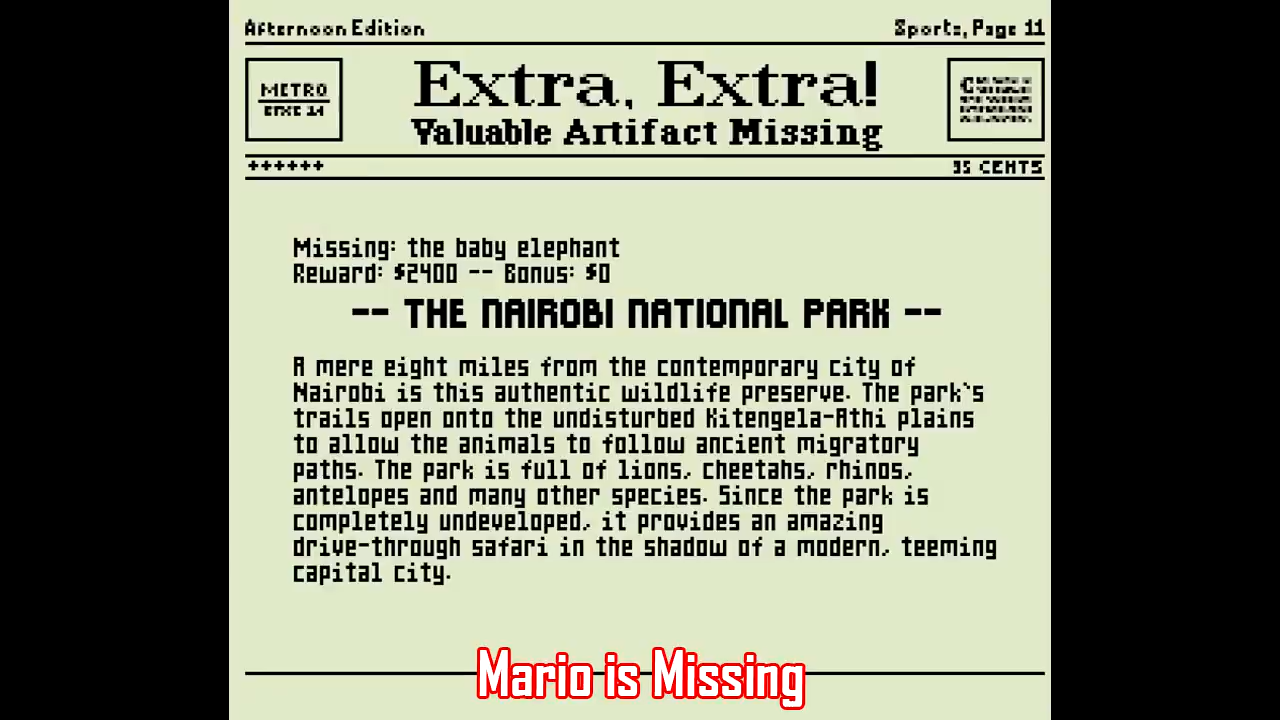 Afternoon Edition
Sports, Page 11
METRO
Extra, Extra!
Valuable Artifact Missing
++++++
95 CENTS
Missing: the baby elephant
Reward: $2400 -- Bonus: $0
-- THE NAIROBI NATIONAL PARK --
A mere eight miles from the contemporary city of
Nairobi is this authentic wildlife preserve. The park`s
trails open onto the undisturbed Kitengela-Athi plains
to allow the animals to follow ancient migratory
paths. The park is full of lions, cheetahs, rhinos,
antelopes and many other species. Since the park is
completely undeveloped, it provides an amazing
drive-through safari in the shadow of a modern, teeming
capital city.
Mario is Missing